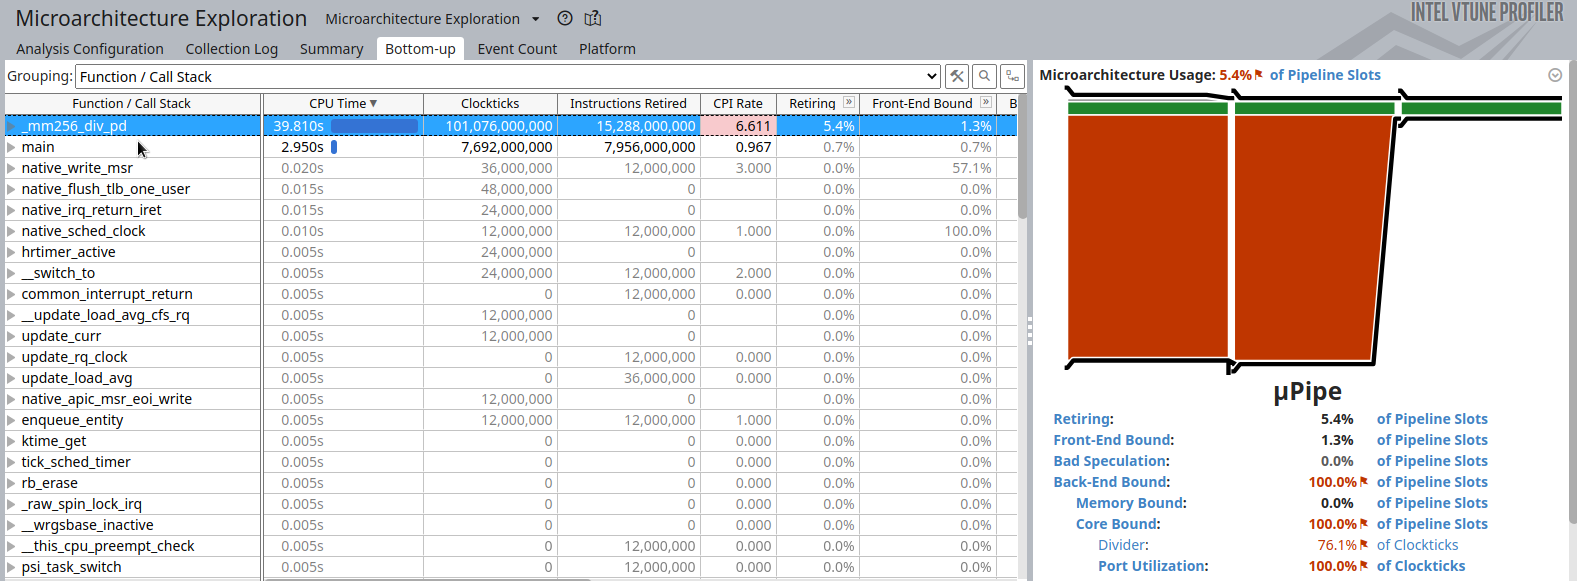 Microarchitecture Exploration Microarchitecture Exploration INTEL VTUNE PROFILER
Analysis Configuration Collection Log Summary Bottom-up Event Count Platform
Grouping: Function / Call Stack
Function / Call Stack CPU Time Clockticks Instructions Retired CPI Rate Retiring » Front-End Bound » B
_mm256_div_pd 39.810s 101,076,000,000 15,288,000,000 6.611 5.4% 1.3%
main 2.950s 7,692,000,000 7,956,000,000 0.967 0.7% 0.7%
native_write_msr 0.020s 36,000,000 12,000,000 3.000 0.0% 57.1%
native_flush_tlb_one_user 0.015s 48,000,000 0 0.0% 0.0%
native_irq_return_iret 0.015s 24,000,000 0 0.0% 0.0%
native_sched_clock 0.010s 12,000,000 12,000,000 1.000 0.0% 100.0%
hrtimer_active 0.005s 24,000,000 0 0.0% 0.0%
__switch_to 0.005s 24,000,000 12,000,000 2.000 0.0% 0.0%
common_interrupt_return 0.005s 0 12,000,000 0.000 0.0% 0.0%
__update_load_avg_cfs_rq 0.005s 12,000,000 0 0.0% 0.0%
update_curr 0.005s 12,000,000 0 0.0% 0.0%
update_rq_clock 0.005s 0 12,000,000 0.000 0.0% 0.0%
update_load_avg 0.005s 0 36,000,000 0.000 0.0% 0.0%
native_apic_msr_eoi_write 0.005s 12,000,000 0 0.0% 0.0%
enqueue_entity 0.005s 12,000,000 12,000,000 1.000 0.0% 0.0%
ktime_get 0.005s 0 0 0.000 0.0% 0.0%
tick_sched_timer 0.005s 0 0 0.000 0.0% 0.0%
rb_erase 0.005s 0 0 0.000 0.0% 0.0%
_raw_spin_lock_irq 0.005s 0 0 0.000 0.0% 0.0%
__wrgsbase_inactive 0.005s 0 0 0.000 0.0% 0.0%
__this_cpu_preempt_check 0.005s 0 12,000,000 0.000 0.0% 0.0%
psi_task_switch 0.005s 0 12,000,000 0.000 0.0% 0.0%
Microarchitecture Usage: 5.4% of Pipeline Slots
µPipe
Retiring: 5.4% of Pipeline Slots
Front-End Bound: 1.3% of Pipeline Slots
Bad Speculation: 0.0% of Pipeline Slots
Back-End Bound: 100.0% of Pipeline Slots
Memory Bound: 0.0% of Pipeline Slots
Core Bound: 100.0% of Pipeline Slots
Divider: 76.1% of Clockticks
Port Utilization: 100.0% of Clockticks